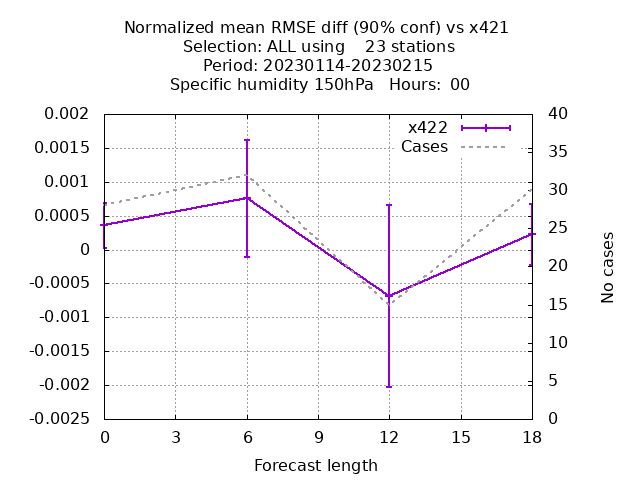 Normalized mean RMSE diff (90% conf) vs x421
Selection: ALL using    23 stations
Period: 20230114-20230215
Specific humidity 150hPa   Hours:  00
0.002
0.0015
0.001
0.0005
0
-0.0005
-0.001
-0.0015
-0.002
-0.0025
x422
Cases
40
35
30
25
20
15
10
5
0
No cases
0 3 6 9 12 15 18
Forecast length